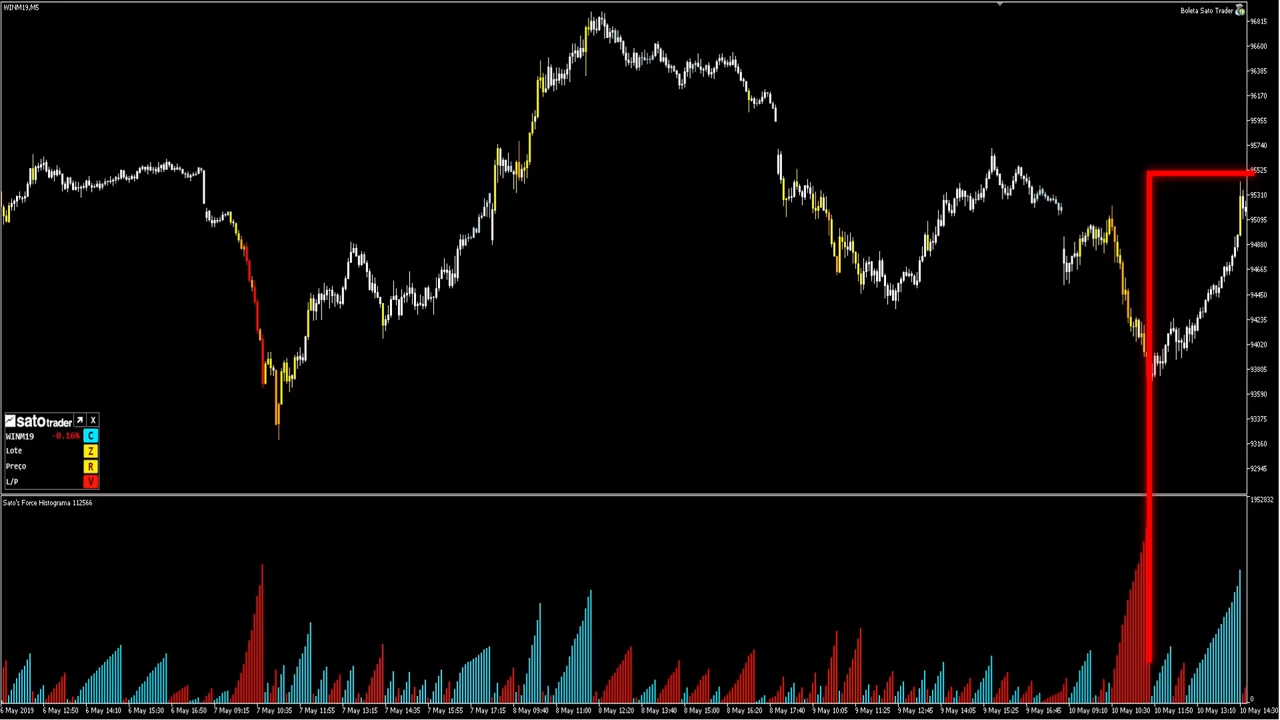 WINM19,M5
Boleta Sato Trader
96815
96600
96385
96170
95955
95740
95525
95310
95095
94880
94665
94450
94235
94020
93805
93590
93375
93160
92945
satotrader X
WINM19 -0.16% C
Lote Z
Preço R
L/P V
Sato's Force Histograma 112566
1952832
0
6 May 2019 6 May 12:50 6 May 14:10 6 May 15:30 6 May 16:50 7 May 09:15 7 May 10:35 7 May 11:55 7 May 13:15 7 May 14:35 7 May 15:55 7 May 17:15 8 May 09:40 8 May 11:00 8 May 12:20 8 May 13:40 8 May 15:00 8 May 16:20 8 May 17:40 9 May 10:05 9 May 11:25 9 May 12:45 9 May 14:05 9 May 15:25 9 May 16:45 10 May 09:10 10 May 10:30 10 May 11:50 10 May 13:10 10 May 14:30